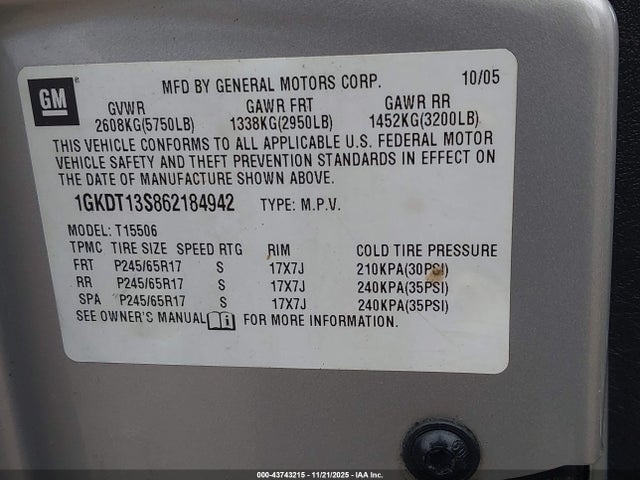 GM
MFD BY GENERAL MOTORS CORP. 10/05
GVWR GAWR FRT GAWR RR
2608KG(5750LB) 1338KG(2950LB) 1452KG(3200LB)
THIS VEHICLE CONFORMS TO ALL APPLICABLE U.S. FEDERAL MOTOR
VEHICLE SAFETY AND THEFT PREVENTION STANDARDS IN EFFECT ON
THE DATE OF MANUFACTURE SHOWN ABOVE.
1GKDT13S862184942 TYPE: M.P.V.
MODEL: T15506
TPMC TIRE SIZE SPEED RTG RIM COLD TIRE PRESSURE
FRT P245/65R17 S 17X7J 210KPA(30PSI)
RR P245/65R17 S 17X7J 240KPA(35PSI)
SPA P245/65R17 S 17X7J 240KPA(35PSI)
SEE OWNER'S MANUAL FOR MORE INFORMATION.
000-43743215 - 11/21/2025 - IAA Inc.